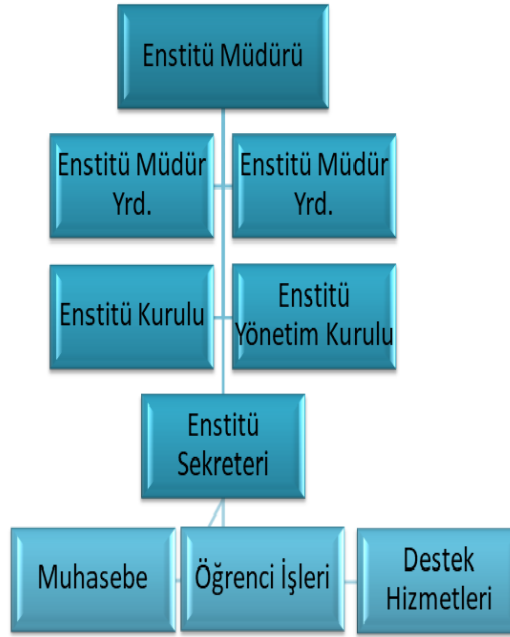 Enstitü Müdürü
Enstitü Müdür
Yrd.
Enstitü Müdür
Yrd.
Enstitü Kurulu
Enstitü
Yönetim Kurulu
Enstitü
Sekreteri
Muhasebe
Öğrenci İşleri
Destek
Hizmetleri